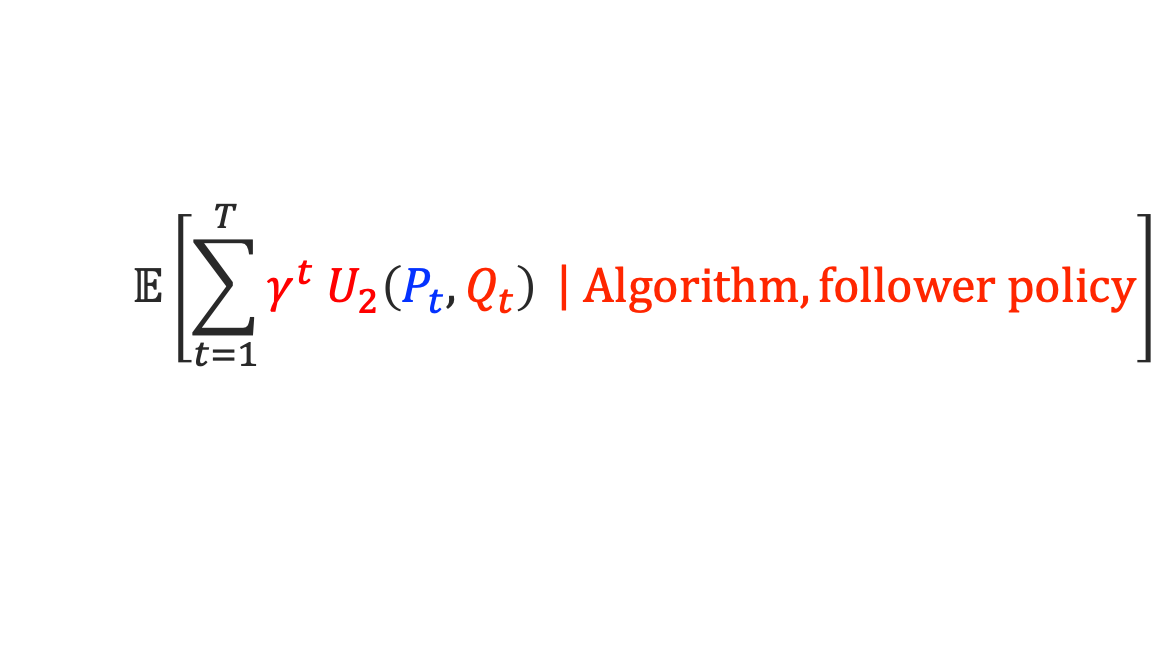 𝔼[∑_{t=1}^{T} γ^t U_2(P_t, Q_t) | Algorithm, follower policy]